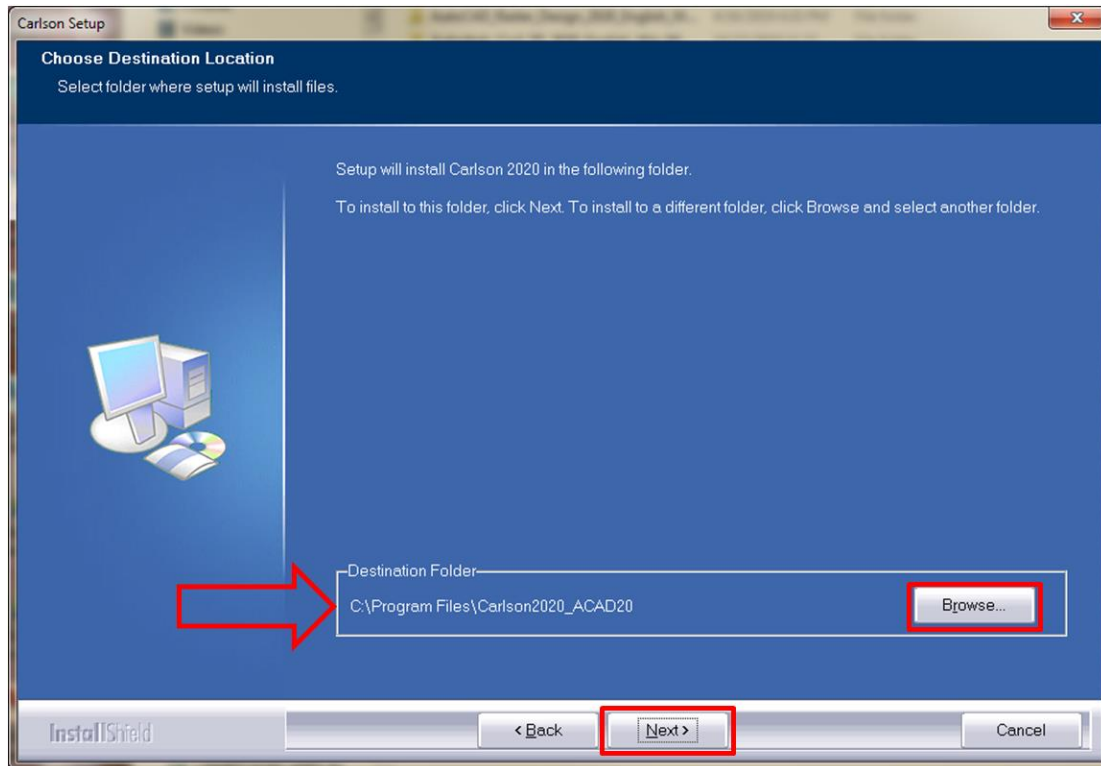 Carlson Setup
Choose Destination Location
Select folder where setup will install files.
Setup will install Carlson 2020 in the following folder.
To install to this folder, click Next. To install to a different folder, click Browse and select another folder.
Destination Folder
C:\Program Files\Carlson2020_ACAD20
Browse...
InstallShield
< Back
Next >
Cancel